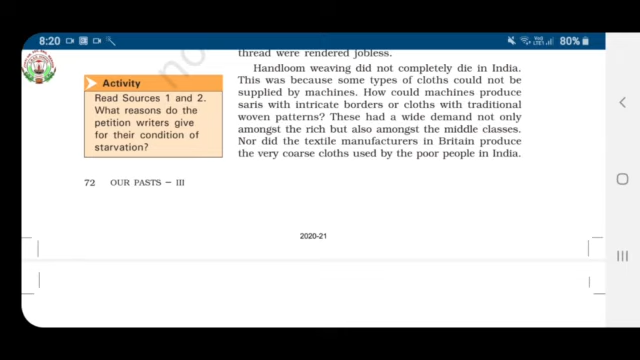 8:20
80%
thread were rendered jobless.
Handloom weaving did not completely die in India.
This was because some types of cloths could not be
supplied by machines. How could machines produce
saris with intricate borders or cloths with traditional
woven patterns? These had a wide demand not only
amongst the rich but also amongst the middle classes.
Nor did the textile manufacturers in Britain produce
the very coarse cloths used by the poor people in India.
Activity
Read Sources 1 and 2.
What reasons do the
petition writers give
for their condition of
starvation?
72 OUR PASTS – III
2020-21